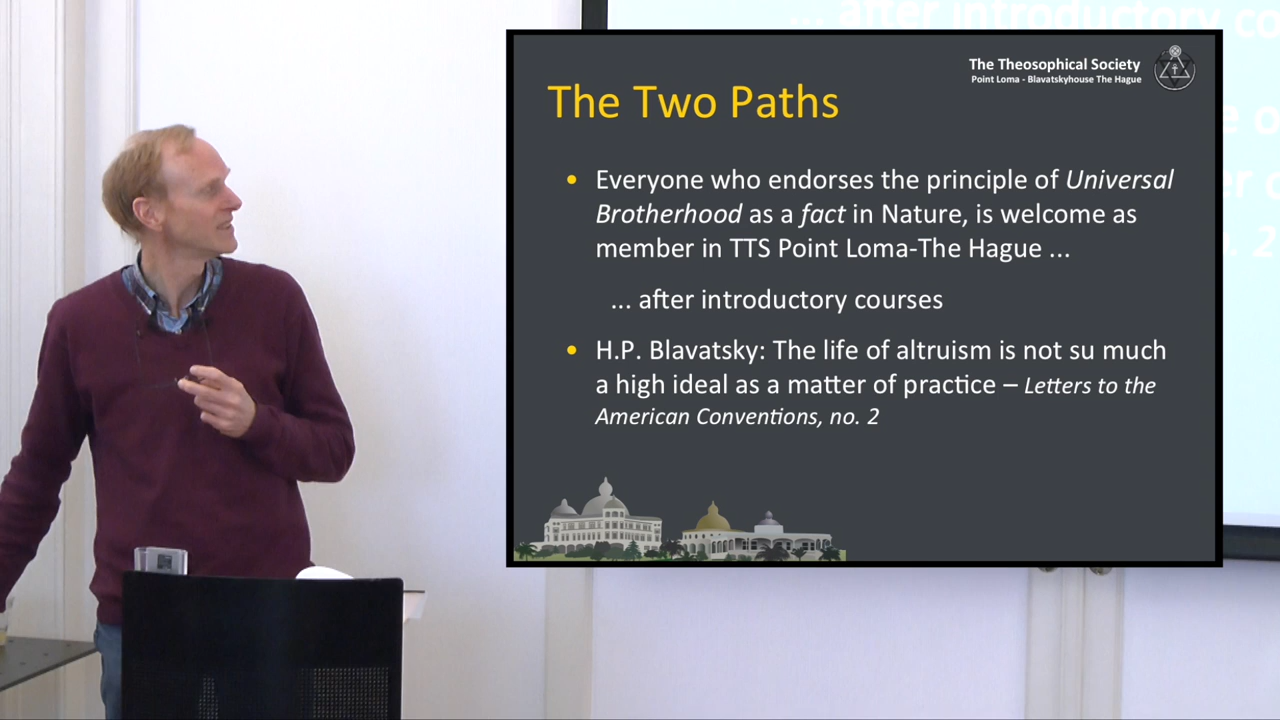 ... after introductory co
The Theosophical Society
Point Loma - Blavatskyhouse The Hague
The Two Paths
• Everyone who endorses the principle of Universal
Brotherhood as a fact in Nature, is welcome as
member in TTS Point Loma-The Hague ...
... after introductory courses
• H.P. Blavatsky: The life of altruism is not su much
a high ideal as a matter of practice – Letters to the
American Conventions, no. 2